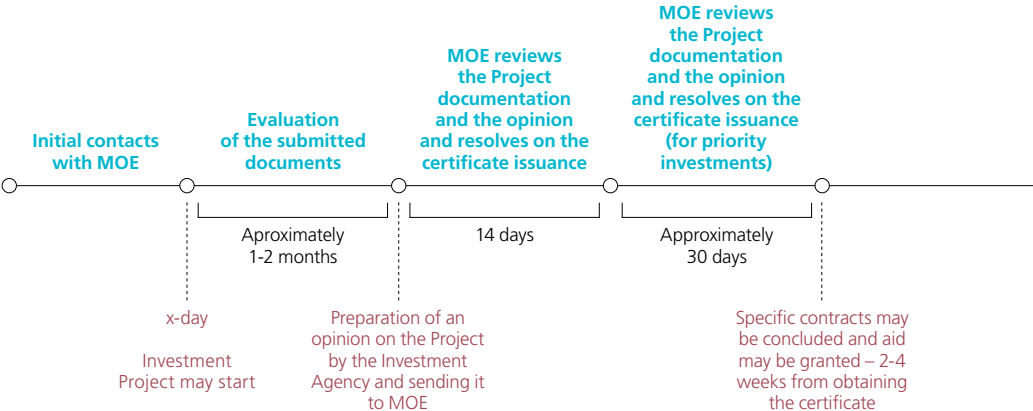 Initial contacts
with MOE
Evaluation
of the submitted
documents
MOE reviews
the Project
documentation
and the opinion
and resolves on the
certificate issuance
MOE reviews
the Project
documentation
and the opinion
and resolves on the
certificate issuance
(for priority
investments)
Aproximately
1-2 months
14 days
Approximately
30 days
x-day
Investment
Project may start
Preparation of an
opinion on the Project
by the Investment
Agency and sending it
to MOE
Specific contracts may
be concluded and aid
may be granted – 2-4
weeks from obtaining
the certificate